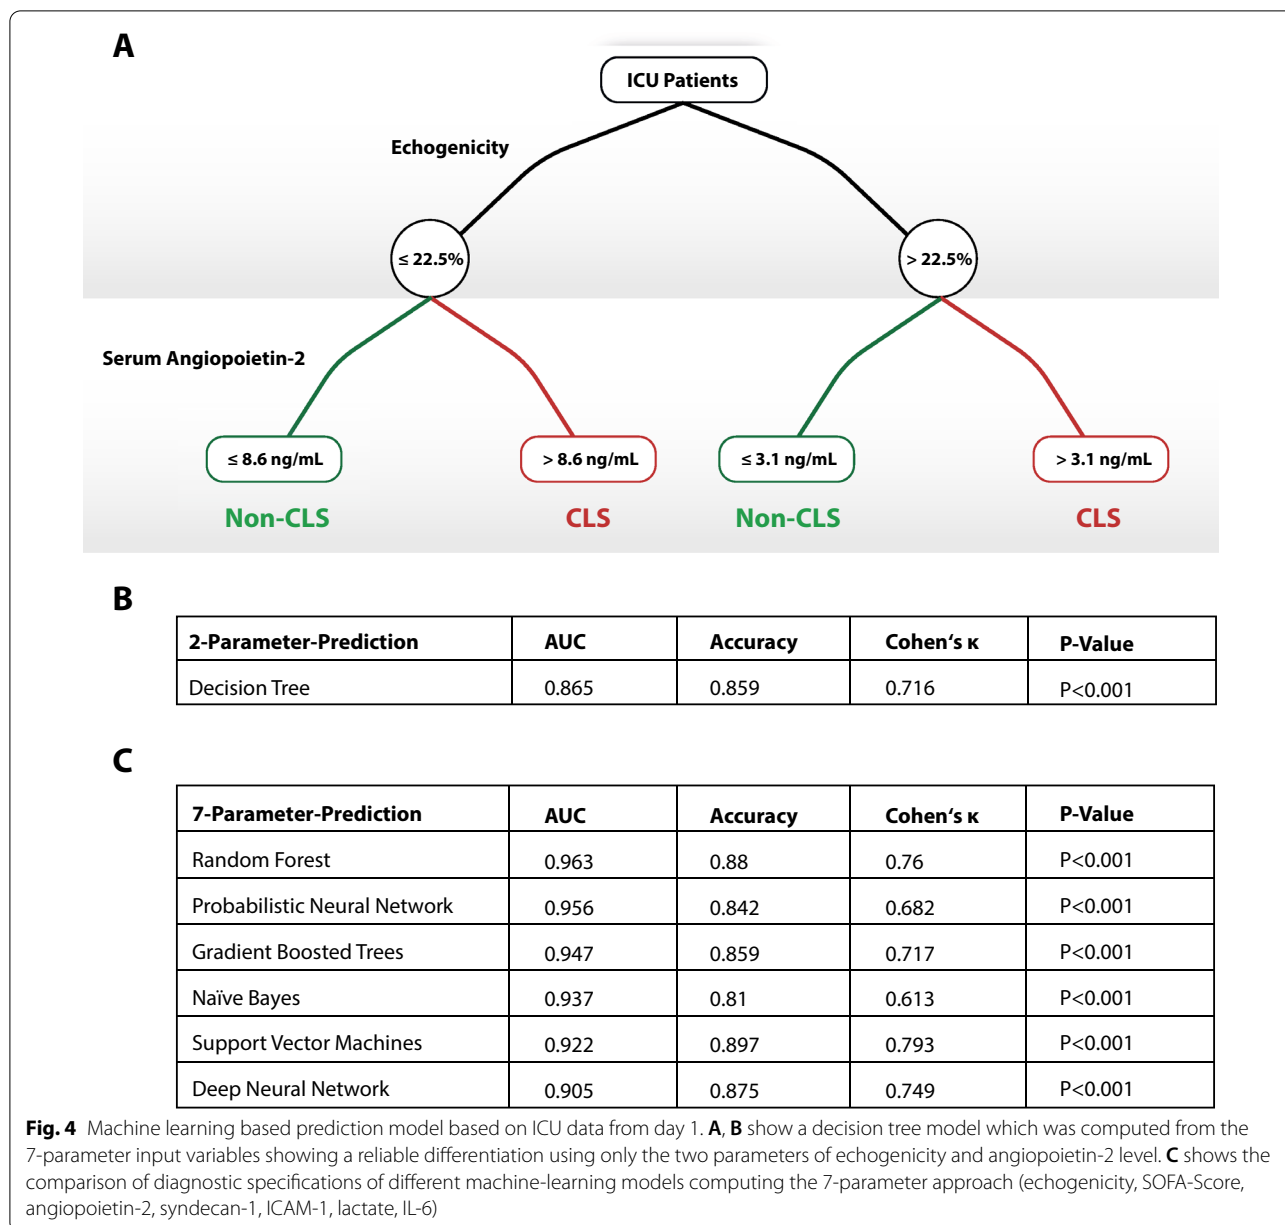 A
ICU Patients
Echogenicity
≤ 22.5%
> 22.5%
Serum Angiopoietin-2
≤ 8.6 ng/mL
> 8.6 ng/mL
≤ 3.1 ng/mL
> 3.1 ng/mL
Non-CLS
CLS
Non-CLS
CLS
B
2-Parameter-Prediction AUC Accuracy Cohen‘s κ P-Value
Decision Tree 0.865 0.859 0.716 P<0.001
C
7-Parameter-Prediction AUC Accuracy Cohen‘s κ P-Value
Random Forest 0.963 0.88 0.76 P<0.001
Probabilistic Neural Network 0.956 0.842 0.682 P<0.001
Gradient Boosted Trees 0.947 0.859 0.717 P<0.001
Naïve Bayes 0.937 0.81 0.613 P<0.001
Support Vector Machines 0.922 0.897 0.793 P<0.001
Deep Neural Network 0.905 0.875 0.749 P<0.001
Fig. 4 Machine learning based prediction model based on ICU data from day 1. A, B show a decision tree model which was computed from the
7-parameter input variables showing a reliable differentiation using only the two parameters of echogenicity and angiopoietin-2 level. C shows the
comparison of diagnostic specifications of different machine-learning models computing the 7-parameter approach (echogenicity, SOFA-Score,
angiopoietin-2, syndecan-1, ICAM-1, lactate, IL-6)